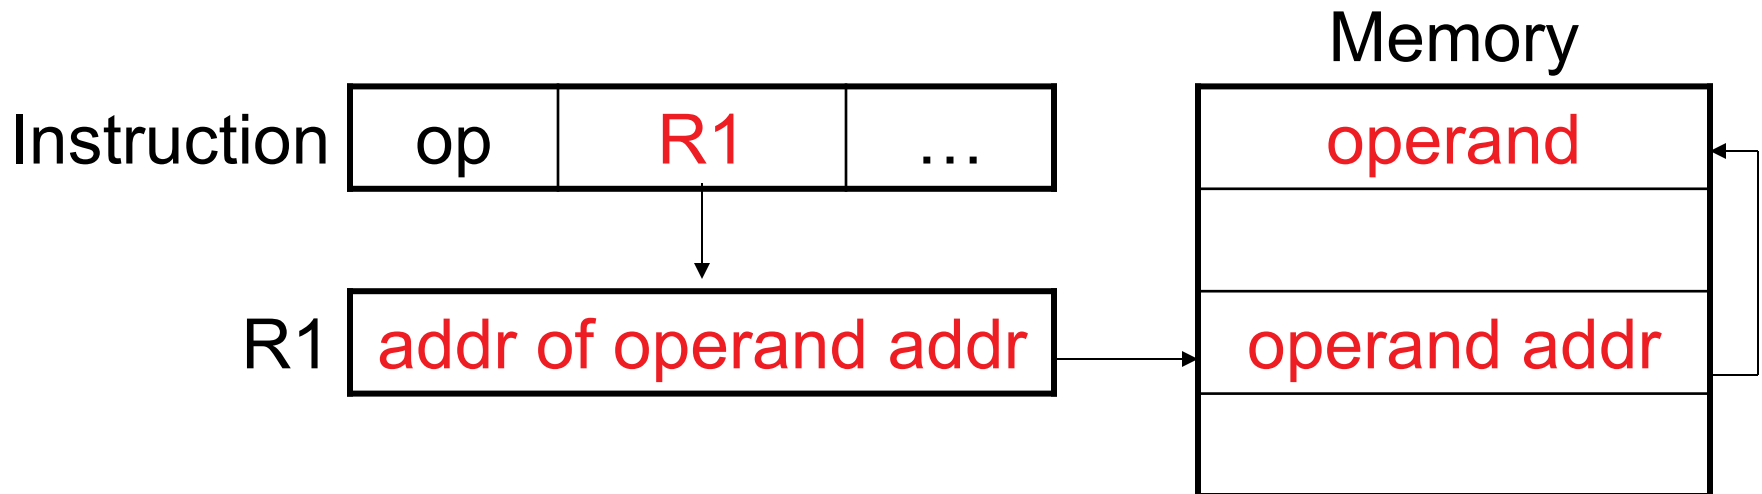 Memory
Instruction op R1 … operand
R1 addr of operand addr operand addr